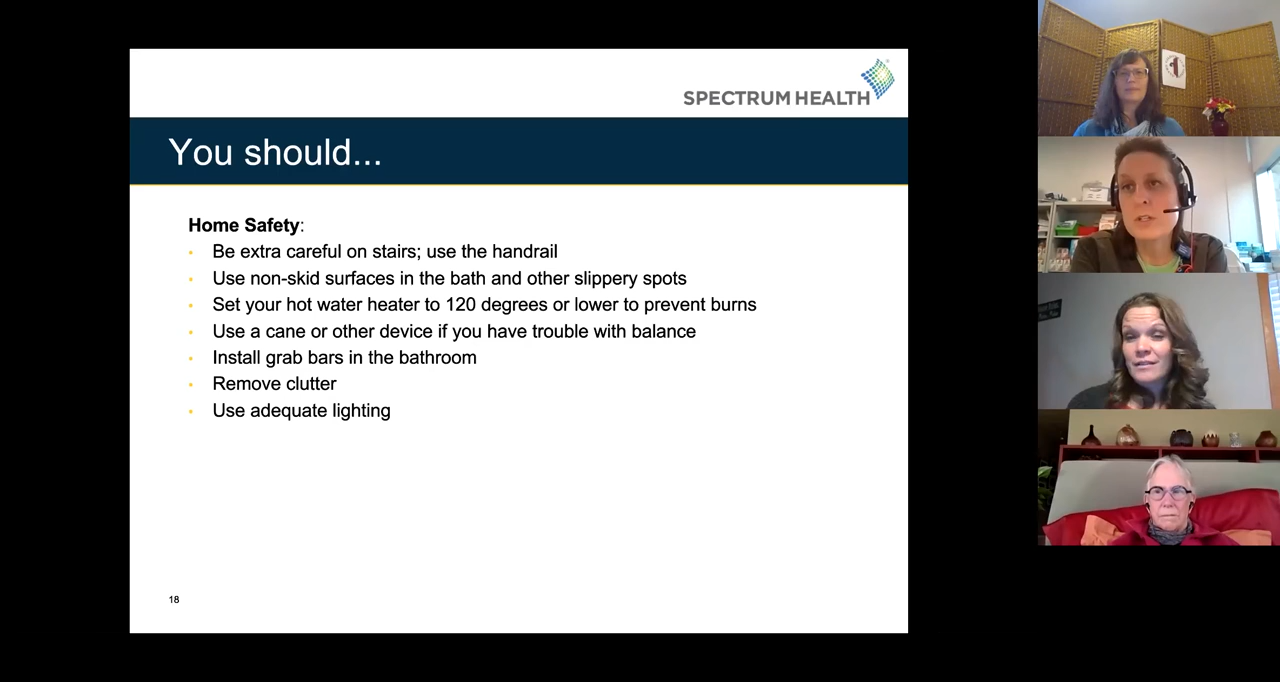 SPECTRUM HEALTH
You should...
Home Safety:
• Be extra careful on stairs; use the handrail
• Use non-skid surfaces in the bath and other slippery spots
• Set your hot water heater to 120 degrees or lower to prevent burns
• Use a cane or other device if you have trouble with balance
• Install grab bars in the bathroom
• Remove clutter
• Use adequate lighting
18